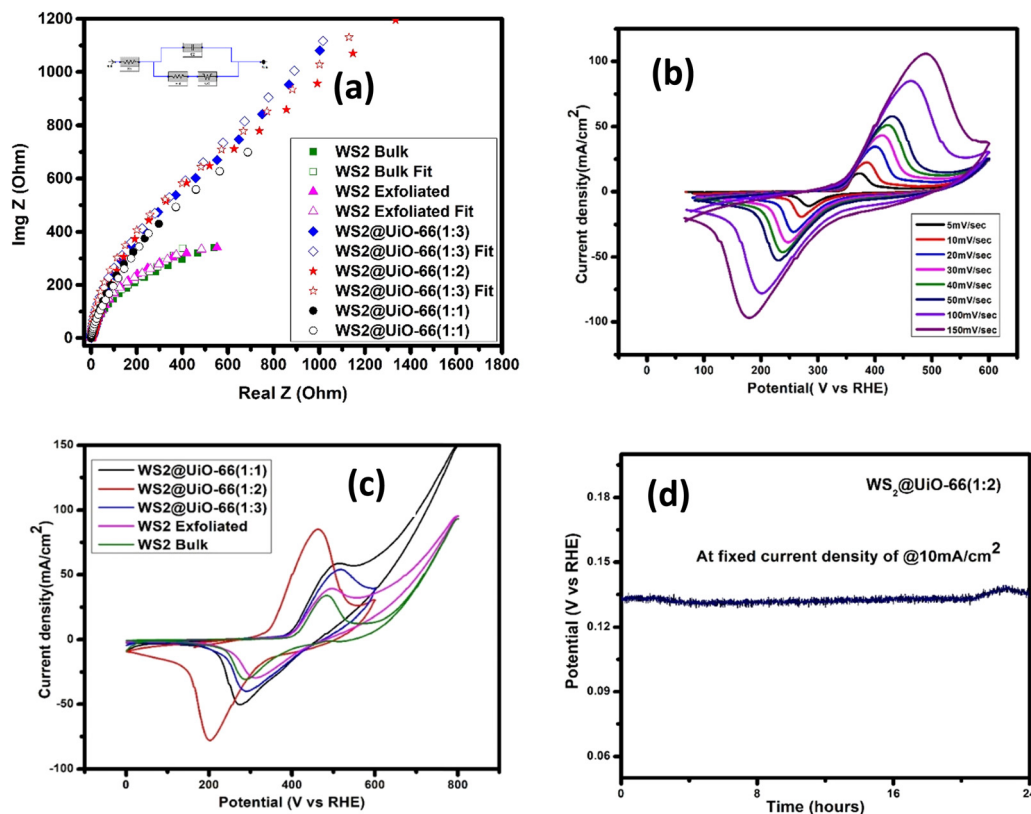 1200
1000
800
600
400
200
0
0 200 400 600 800 1000 1200 1400 1600 1800
Img Z (Ohm)
Real Z (Ohm)
(a)
WS2 Bulk
WS2 Bulk Fit
WS2 Exfoliated
WS2 Exfoliated Fit
WS2@UiO-66(1:3)
WS2@UiO-66(1:3) Fit
WS2@UiO-66(1:2)
WS2@UiO-66(1:3) Fit
WS2@UiO-66(1:1)
WS2@UiO-66(1:1)
(b)
100
50
0
-50
-100
0 100 200 300 400 500 600
Current density(mA/cm²)
Potential( V vs RHE)
5mV/sec
10mV/sec
20mV/sec
30mV/sec
40mV/sec
50mV/sec
100mV/sec
150mV/sec
(c)
150
100
50
0
-50
-100
0 200 400 600 800
Current density(mA/cm²)
Potential (V vs RHE)
WS2@UiO-66(1:1)
WS2@UiO-66(1:2)
WS2@UiO-66(1:3)
WS2 Exfoliated
WS2 Bulk
(d)
WS₂@UiO-66(1:2)
At fixed current density of @10mA/cm²
0.18
0.15
0.12
0.09
0.06
0 8 16 24
Potential (V vs RHE)
Time (hours)